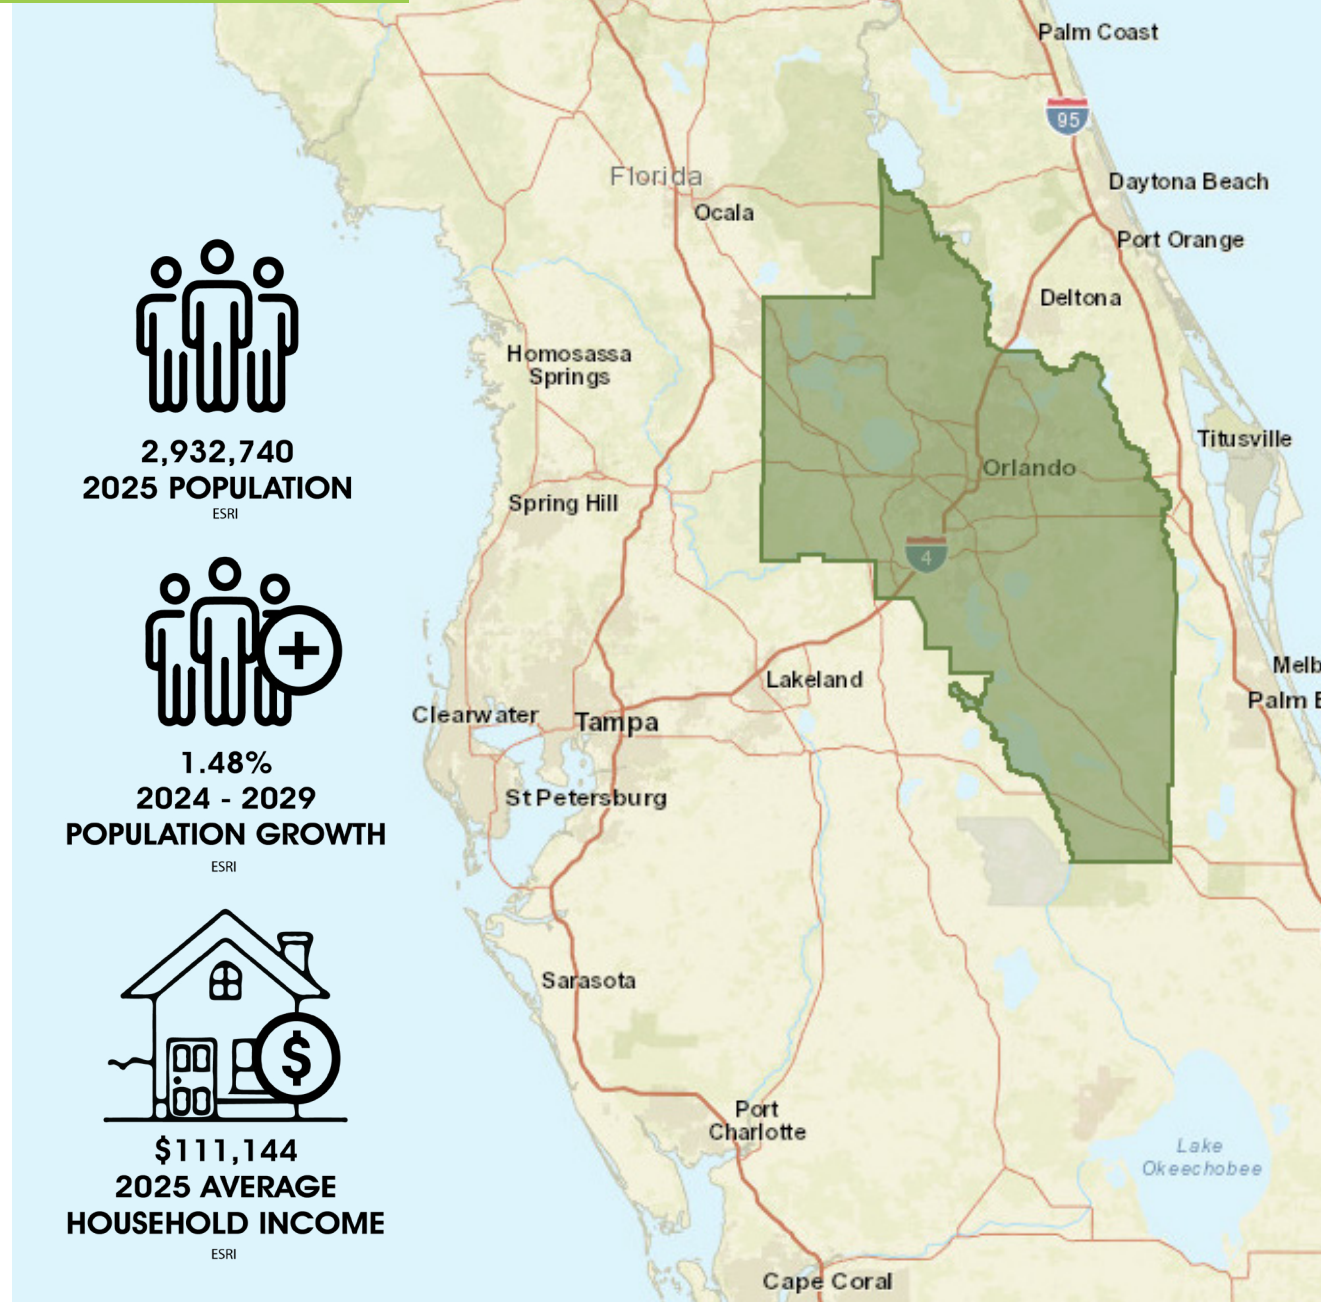 2,932,740
2025 POPULATION
ESRI
1.48%
2024 - 2029
POPULATION GROWTH
ESRI
$
$111,144
2025 AVERAGE
HOUSEHOLD INCOME
ESRI
Palm Coast
95
Florida
Daytona Beach
Ocala
Port Orange
Deltona
Homosassa
Springs
Titusville
Orlando
Spring Hill
4
Melb
Lakeland
Palm B
Clearwater
Tampa
St Petersburg
Sarasota
Port
Charlotte
Lake
Okeechobee
Cape Coral